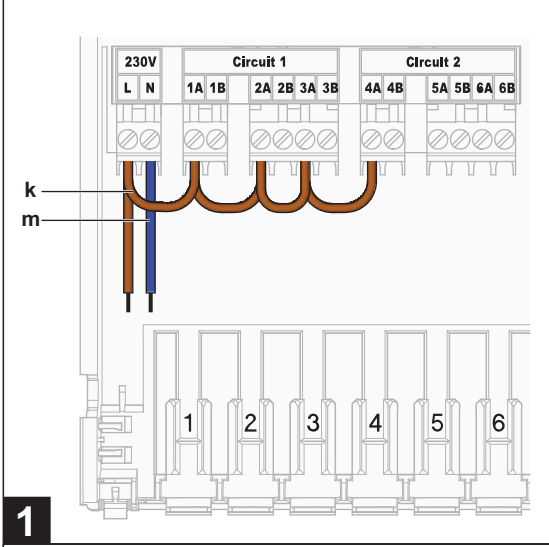 230V Circuit 1 Circuit 2
L N 1A 1B 2A 2B 3A 3B 4A 4B 5A 5B 6A 6B
k
m
1 2 3 4 5 6
1